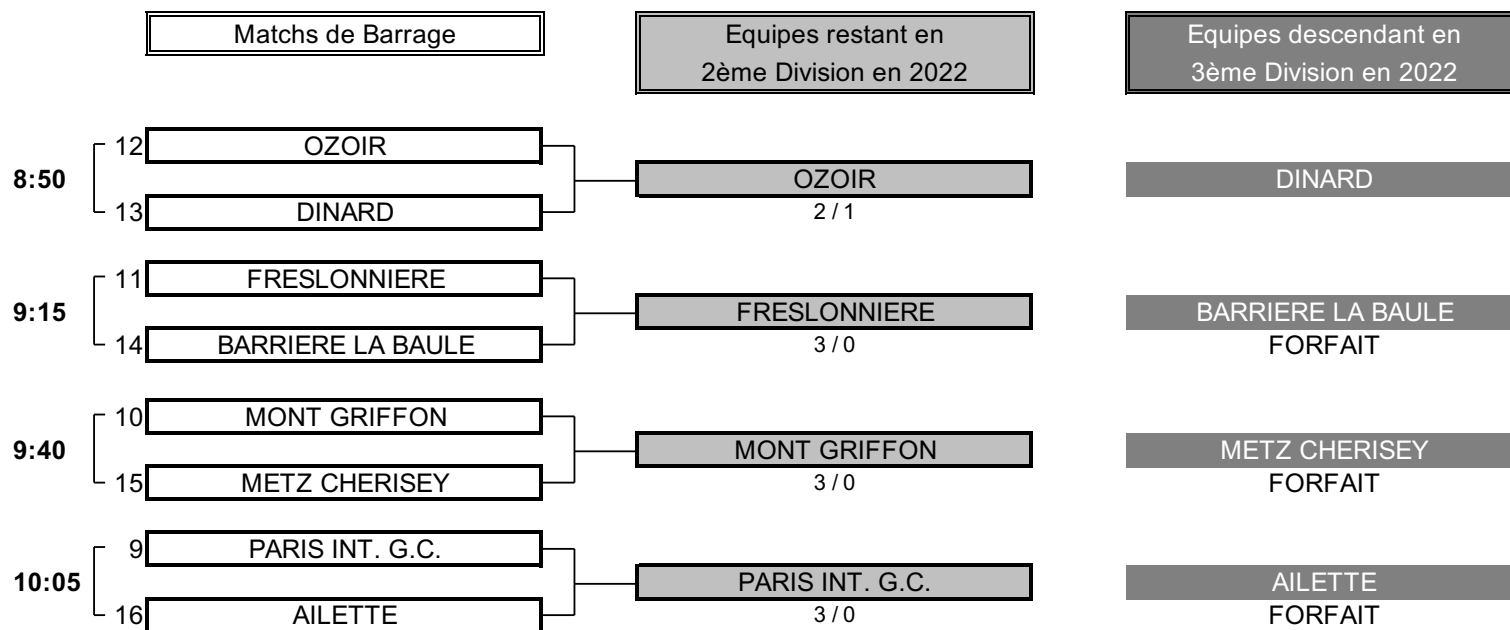 Matchs de Barrage
Equipes restant en
2ème Division en 2022
Equipes descendant en
3ème Division en 2022
12 OZOIR
8:50 OZOIR DINARD
13 DINARD 2 / 1
11 FRESLONNIERE
9:15 FRESLONNIERE BARRIERE LA BAULE
14 BARRIERE LA BAULE 3 / 0 FORFAIT
10 MONT GRIFFON
9:40 MONT GRIFFON METZ CHERISEY
15 METZ CHERISEY 3 / 0 FORFAIT
9 PARIS INT. G.C.
10:05 PARIS INT. G.C. AILETTE
16 AILETTE 3 / 0 FORFAIT